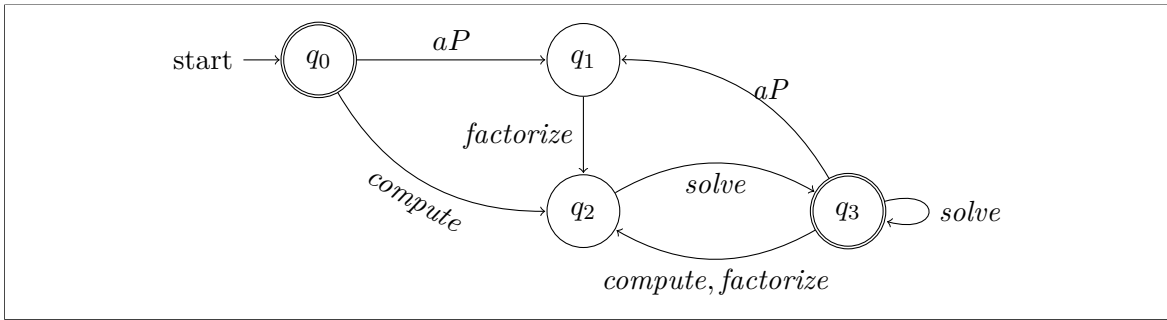 start
q0
aP
q1
aP
factorize
compute
q2
solve
q3
solve
compute, factorize